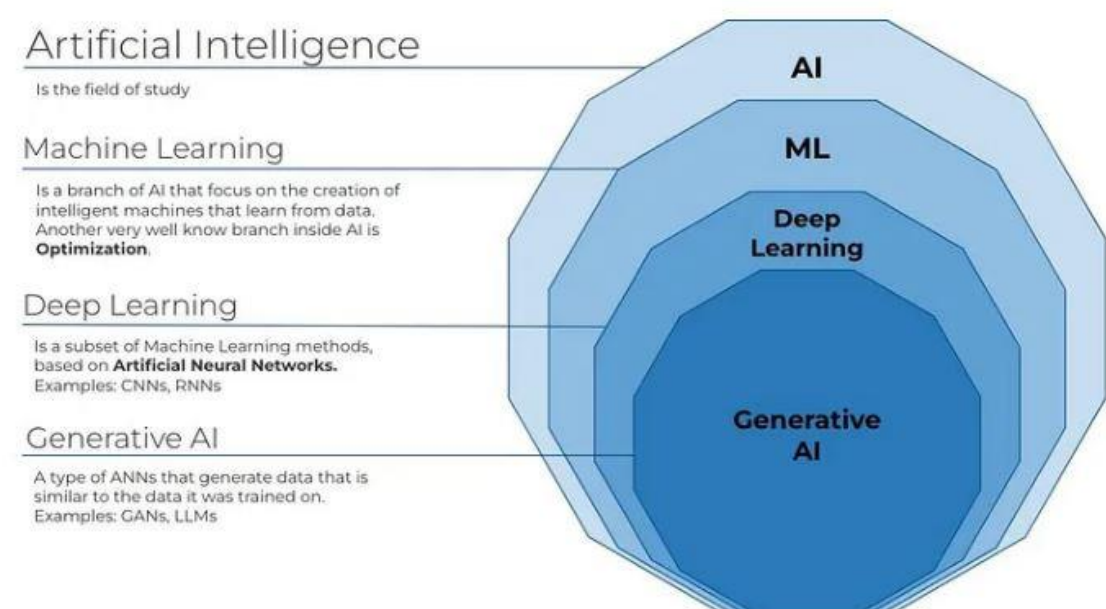 Artificial Intelligence
Is the field of study
Machine Learning
Is a branch of AI that focus on the creation of
intelligent machines that learn from data.
Another very well know branch inside AI is
Optimization.
Deep Learning
Is a subset of Machine Learning methods,
based on Artificial Neural Networks.
Examples: CNNs, RNNs
Generative AI
A type of ANNs that generate data that is
similar to the data it was trained on.
Examples: GANs, LLMs
AI
ML
Deep
Learning
Generative
AI